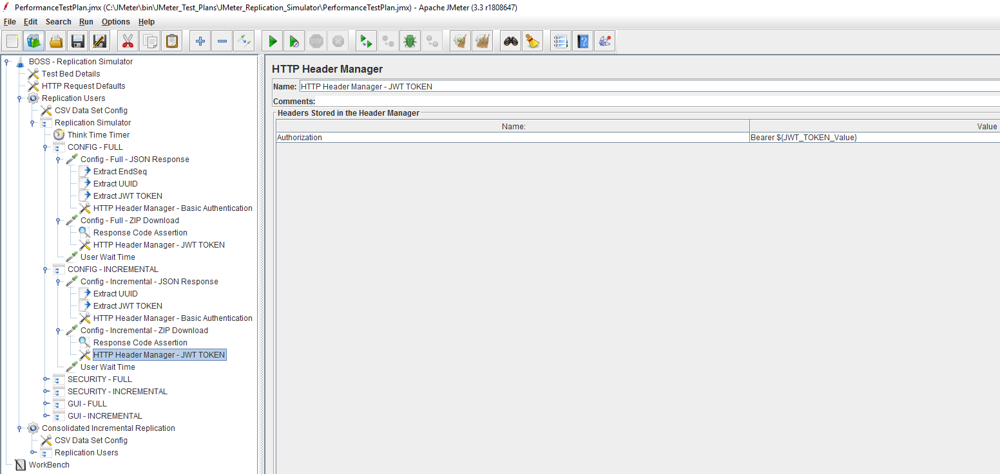 PerformanceTestPlan.jmx (C:\JMeter\bin\JMeter_Test_Plans\JMeter_Replication_Simulator\PerformanceTestPlan.jmx) - Apache JMeter (3.3 r1808647)
File Edit Search Run Options Help
STOP
BOSS - Replication Simulator
Test Bed Details
HTTP Request Defaults
Replication Users
CSV Data Set Config
Replication Simulator
Think Time Timer
CONFIG - FULL
Config - Full - JSON Response
Extract EndSeq
Extract UUID
Extract JWT TOKEN
HTTP Header Manager - Basic Authentication
Config - Full - ZIP Download
Response Code Assertion
HTTP Header Manager - JWT TOKEN
User Wait Time
CONFIG - INCREMENTAL
Config - Incremental - JSON Response
Extract UUID
Extract JWT TOKEN
HTTP Header Manager - Basic Authentication
Config - Incremental - ZIP Download
Response Code Assertion
HTTP Header Manager - JWT TOKEN
User Wait Time
SECURITY - FULL
SECURITY - INCREMENTAL
GUI - FULL
GUI - INCREMENTAL
Consolidated Incremental Replication
CSV Data Set Config
Replication Users
WorkBench
HTTP Header Manager
Name: HTTP Header Manager - JWT TOKEN
Comments:
Headers Stored in the Header Manager
Name: Value
Authorization Bearer ${JWT_TOKEN_Value}